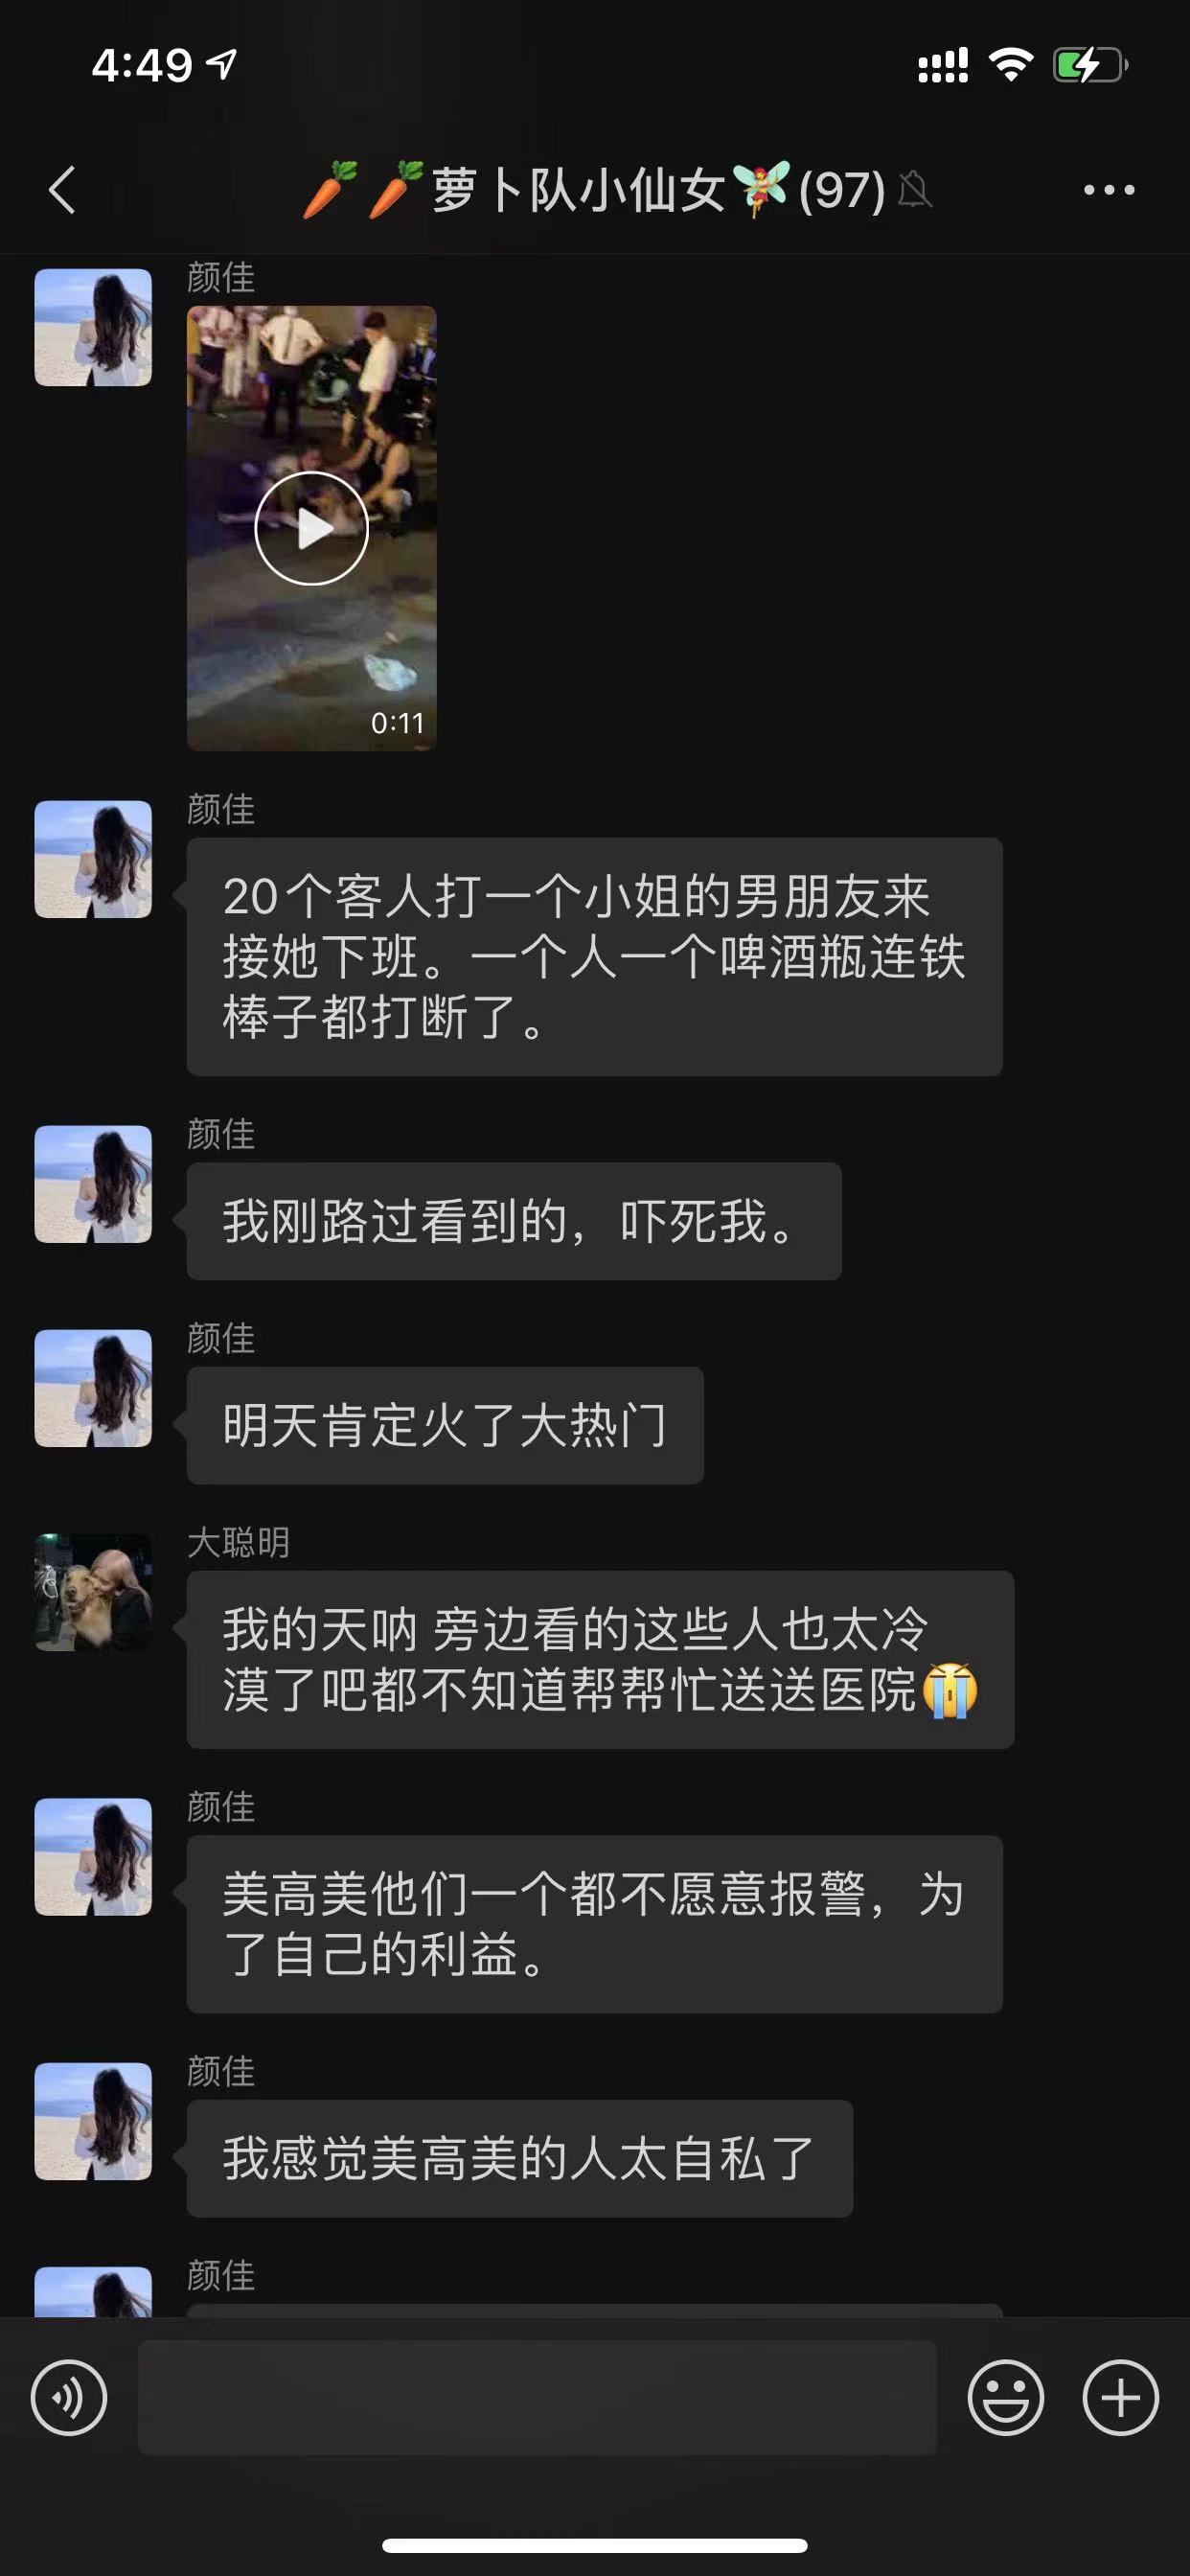 4:49
🥕🥕萝卜队小仙女🧚(97)
颜佳
0:11
颜佳
20个客人打一个小姐的男朋友来
接她下班。一个人一个啤酒瓶连铁
棒子都打断了。
颜佳
我刚路过看到的，吓死我。
颜佳
明天肯定火了大热门
大聪明
我的天呐 旁边看的这些人也太冷
漠了吧都不知道帮帮忙送送医院😭
颜佳
美高美他们一个都不愿意报警，为
了自己的利益。
颜佳
我感觉美高美的人太自私了
颜佳